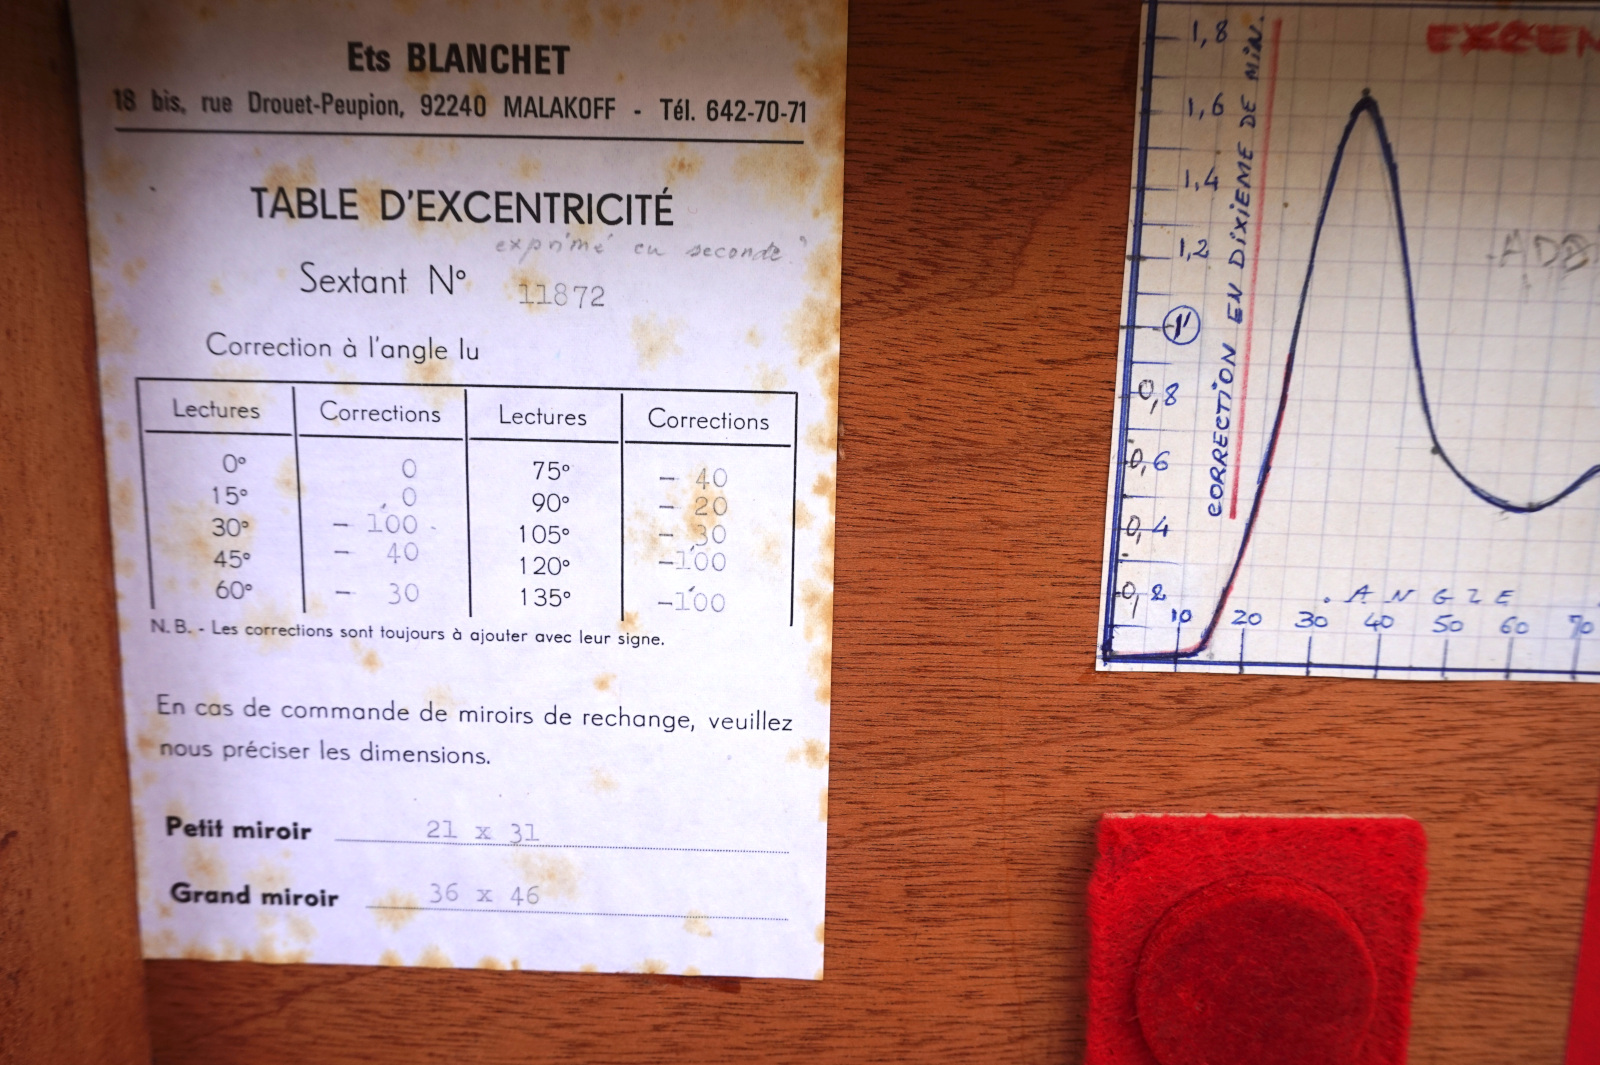 Ets BLANCHET
18 bis, rue Drouet-Peupion, 92240 MALAKOFF - Tél. 642-70-71
TABLE D'EXCENTRICITÉ
exprimé en seconde
Sextant N° 11872
Correction à l'angle lu
Lectures Corrections Lectures Corrections
0° 0 75° - 40
15° 0 90° - 20
30° - 100 105° - 30
45° - 40 120° -100
60° - 30 135° -100
N. B. - Les corrections sont toujours à ajouter avec leur signe.
En cas de commande de miroirs de rechange, veuillez
nous préciser les dimensions.
Petit miroir 21 x 31
Grand miroir 36 x 46
EXCEN
CORRECTION EN DIXIEME DE MIN.
1,8
1,6
1,4
1,2
1'
0,8
0,6
0,4
0,2
ANGLE
10 20 30 40 50 60 70